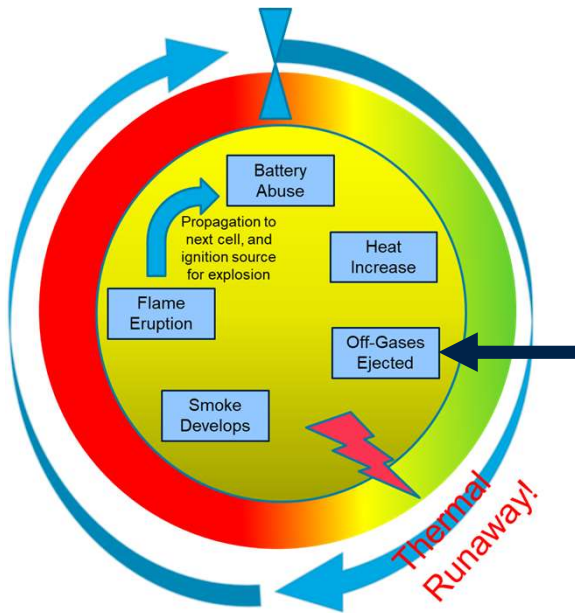 Battery
Abuse
Propagation to
next cell, and
ignition source
for explosion
Heat
Increase
Flame
Eruption
Off-Gases
Ejected
Smoke
Develops
Thermal
Runaway!